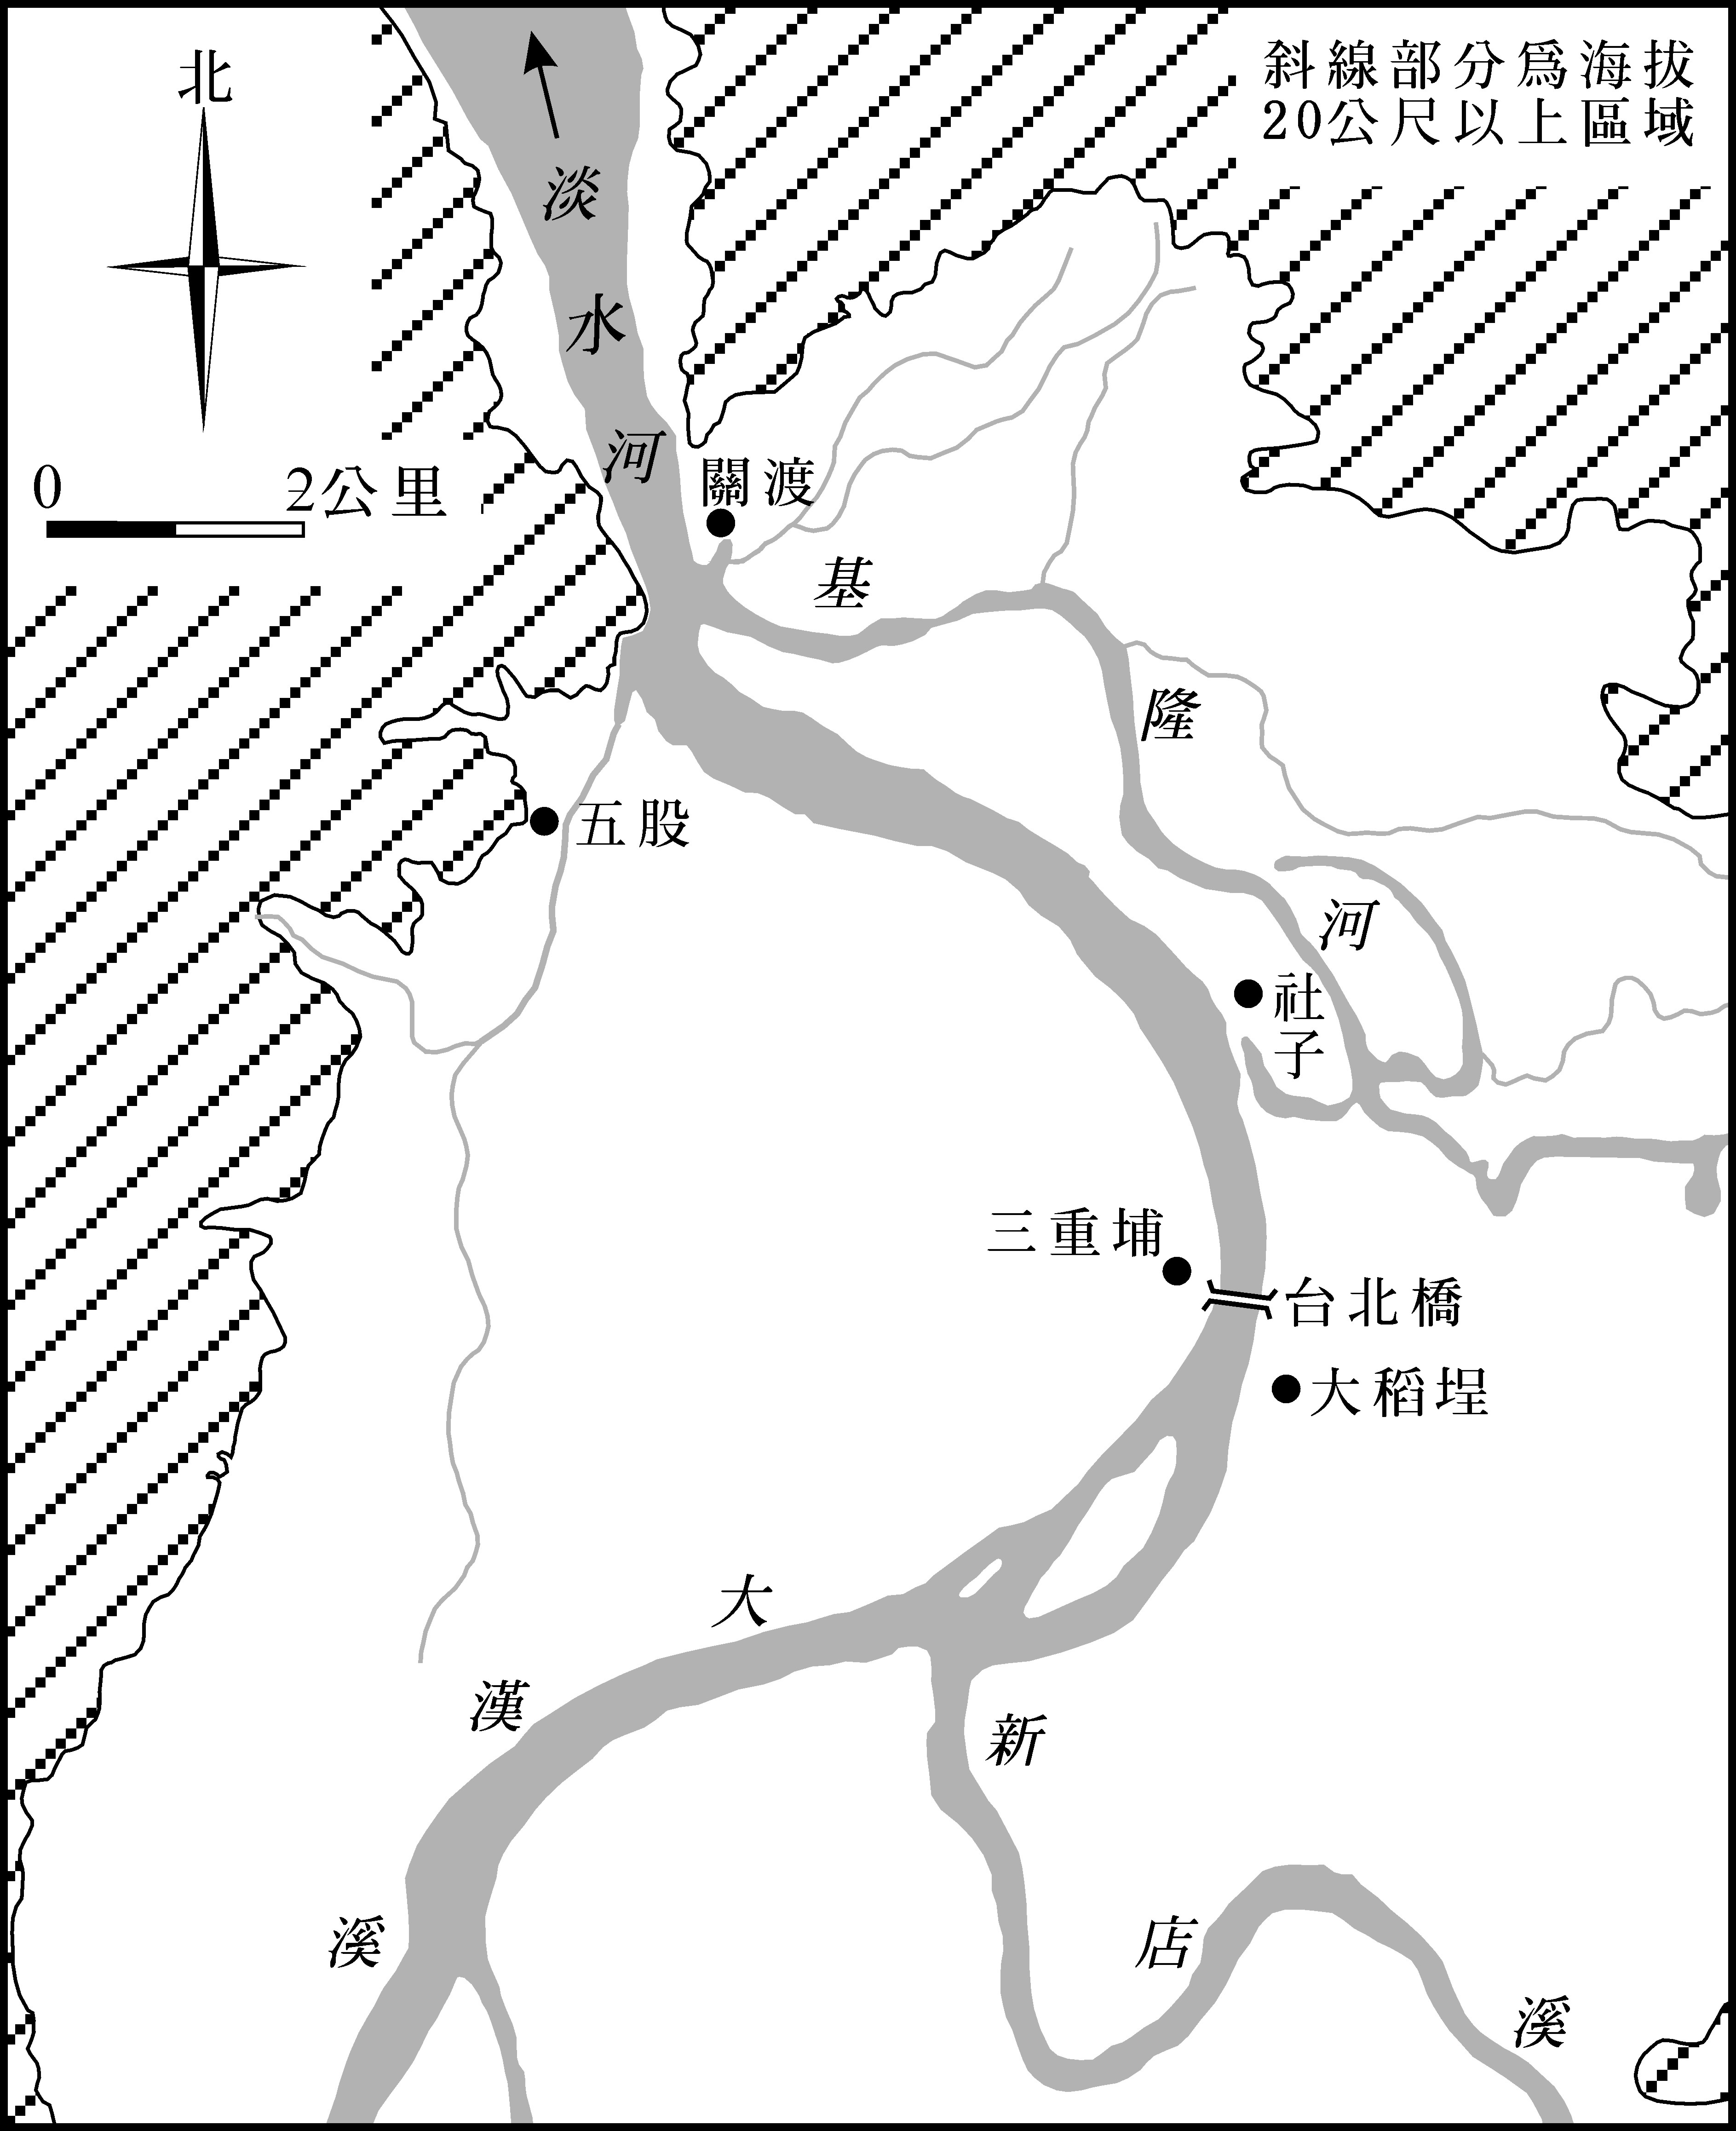 北
斜線部分爲海拔
20公尺以上區域
淡水河
0 2公里
關渡
基隆河
五股
社子
三重埔
台北橋
大稻埕
大漢溪
新店溪